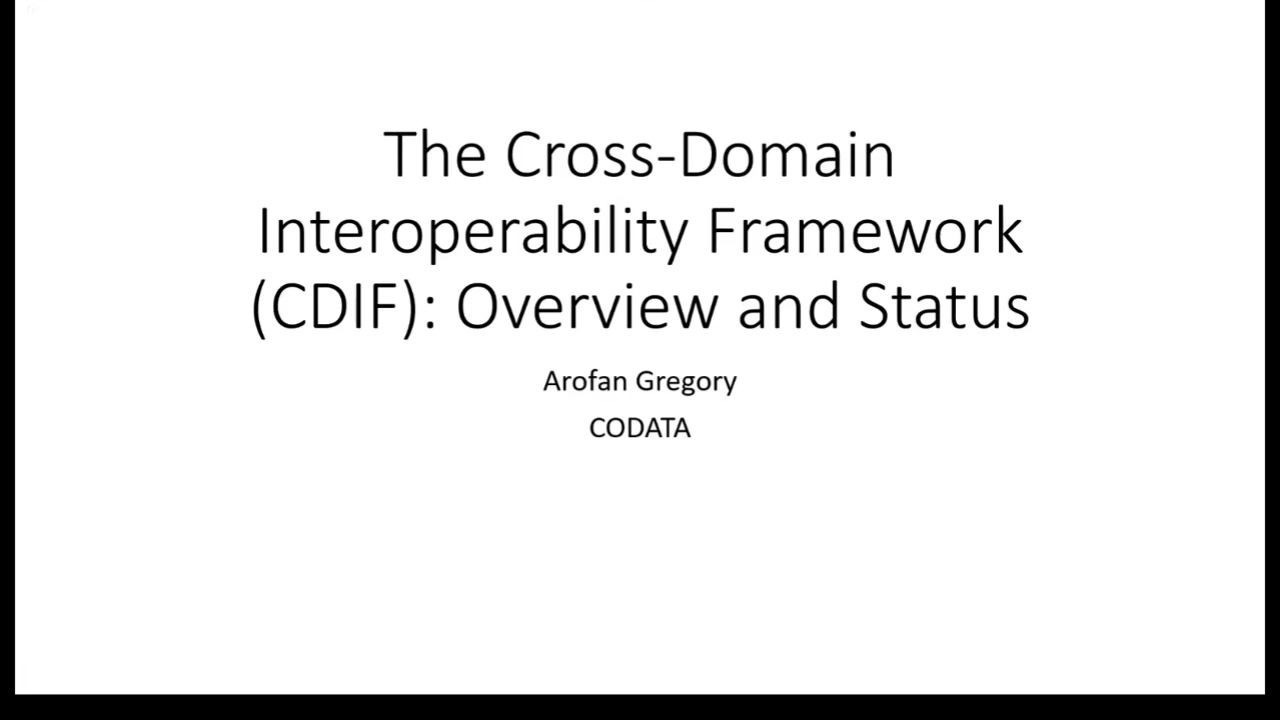 The Cross-Domain
Interoperability Framework
(CDIF): Overview and Status
Arofan Gregory
CODATA